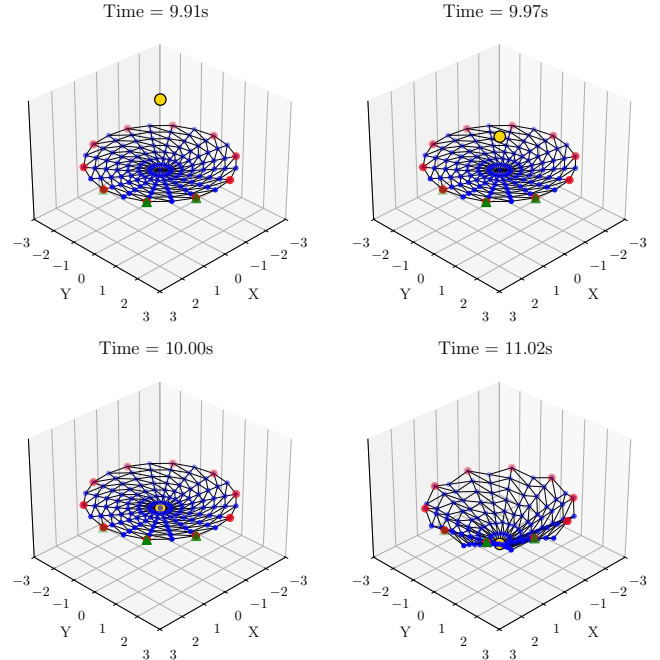 Time = 9.91s
Time = 9.97s
−3 −2 −1 0 1 2 3
Y
3 2 1 0 −1 −2 −3
X
−3 −2 −1 0 1 2 3
Y
3 2 1 0 −1 −2 −3
X
Time = 10.00s
Time = 11.02s
−3 −2 −1 0 1 2 3
Y
3 2 1 0 −1 −2 −3
X
−3 −2 −1 0 1 2 3
Y
3 2 1 0 −1 −2 −3
X